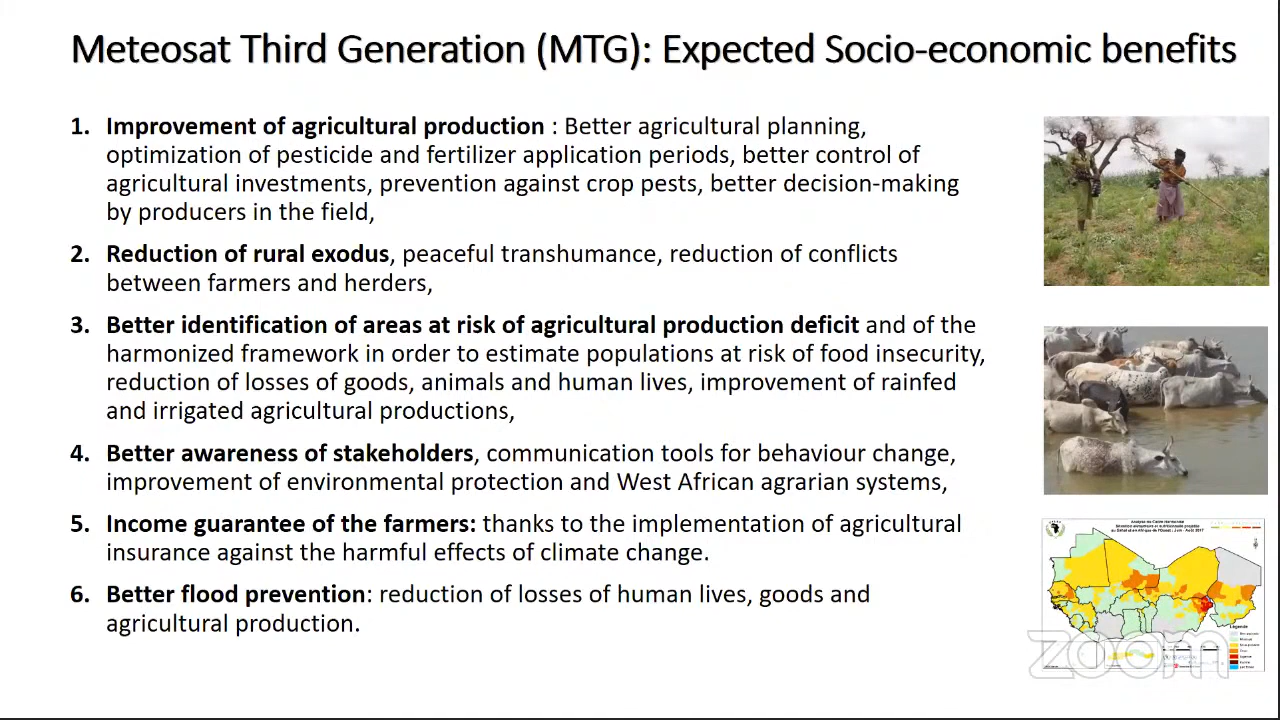 Meteosat Third Generation (MTG): Expected Socio-economic benefits
1. Improvement of agricultural production : Better agricultural planning,
optimization of pesticide and fertilizer application periods, better control of
agricultural investments, prevention against crop pests, better decision-making
by producers in the field,
2. Reduction of rural exodus, peaceful transhumance, reduction of conflicts
between farmers and herders,
3. Better identification of areas at risk of agricultural production deficit and of the
harmonized framework in order to estimate populations at risk of food insecurity,
reduction of losses of goods, animals and human lives, improvement of rainfed
and irrigated agricultural productions,
4. Better awareness of stakeholders, communication tools for behaviour change,
improvement of environmental protection and West African agrarian systems,
5. Income guarantee of the farmers: thanks to the implementation of agricultural
insurance against the harmful effects of climate change.
6. Better flood prevention: reduction of losses of human lives, goods and
agricultural production.
zoom